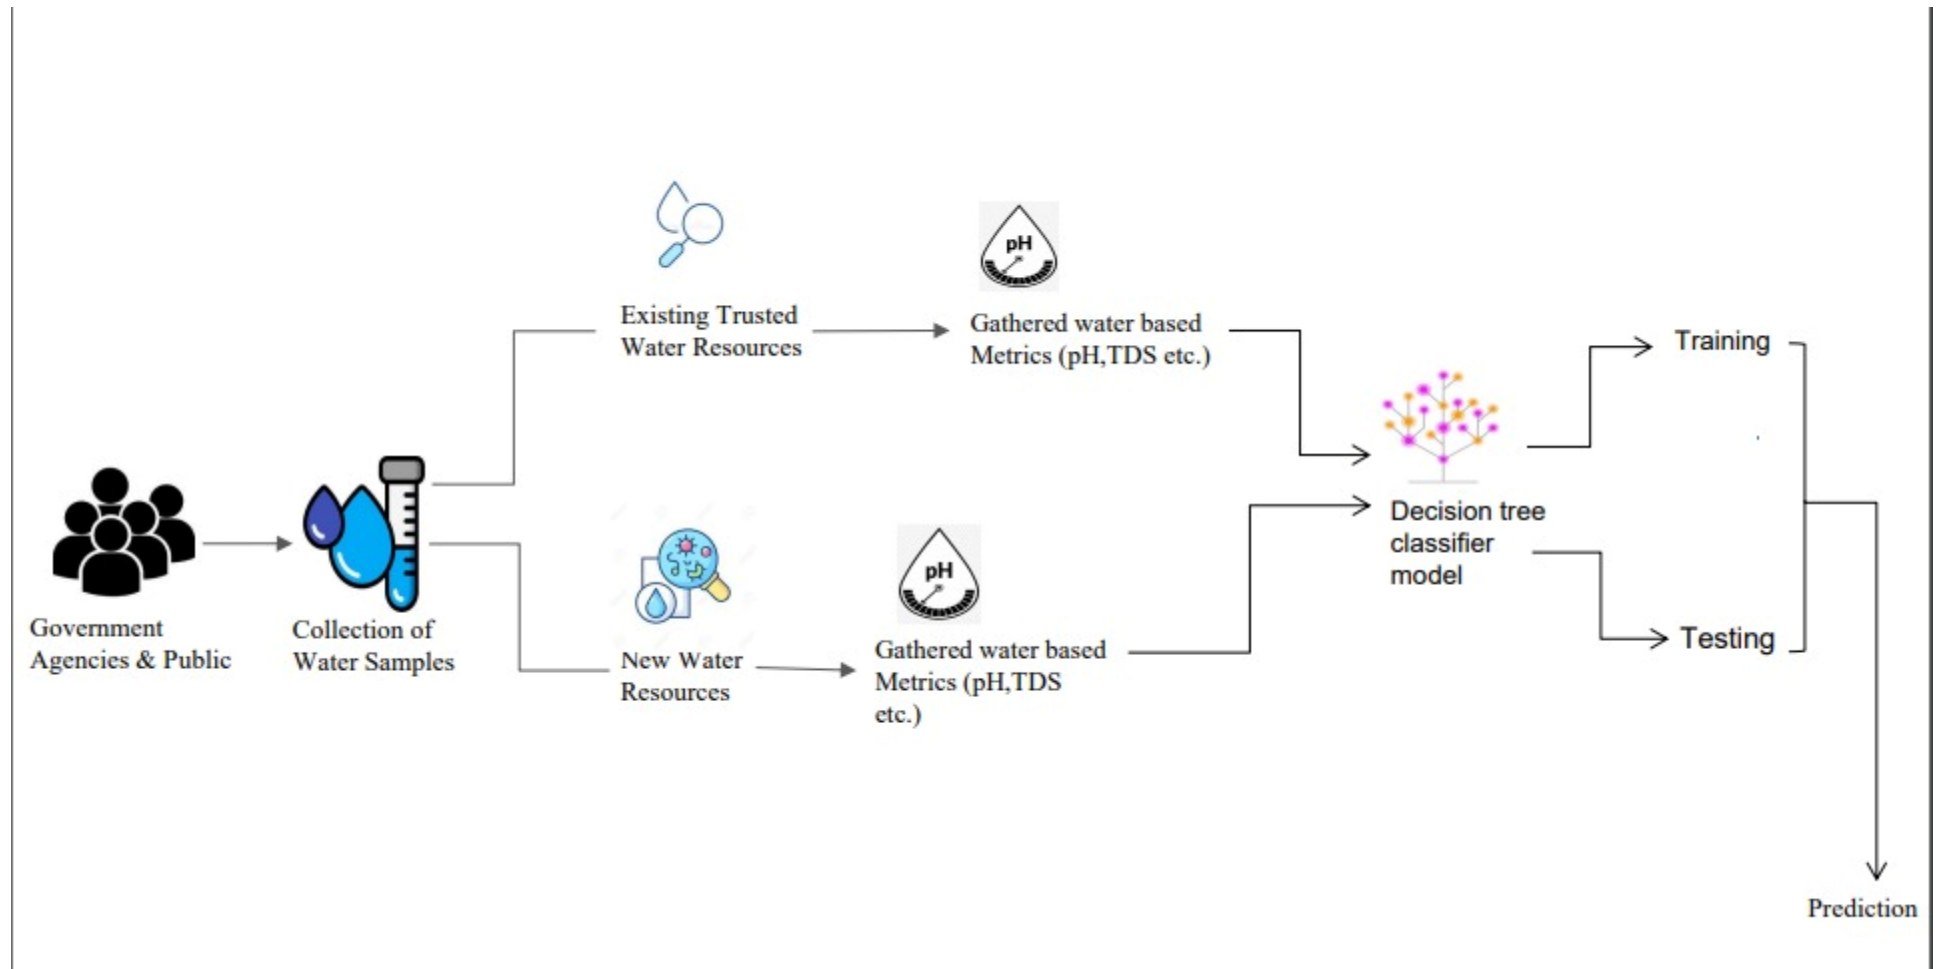 Government
Agencies & Public
Collection of
Water Samples
Existing Trusted
Water Resources
pH
Gathered water based
Metrics (pH,TDS etc.)
New Water
Resources
pH
Gathered water based
Metrics (pH,TDS
etc.)
Decision tree
classifier
model
Training
Testing
Prediction